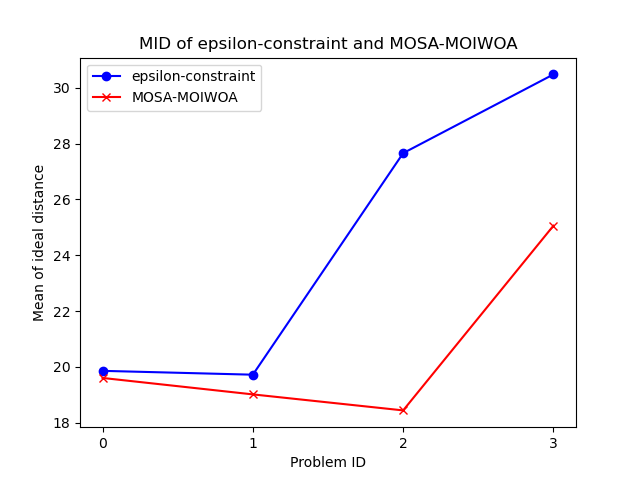 MID of epsilon-constraint and MOSA-MOIWOA
epsilon-constraint
MOSA-MOIWOA
Mean of ideal distance
30
28
26
24
22
20
18
0 1 2 3
Problem ID